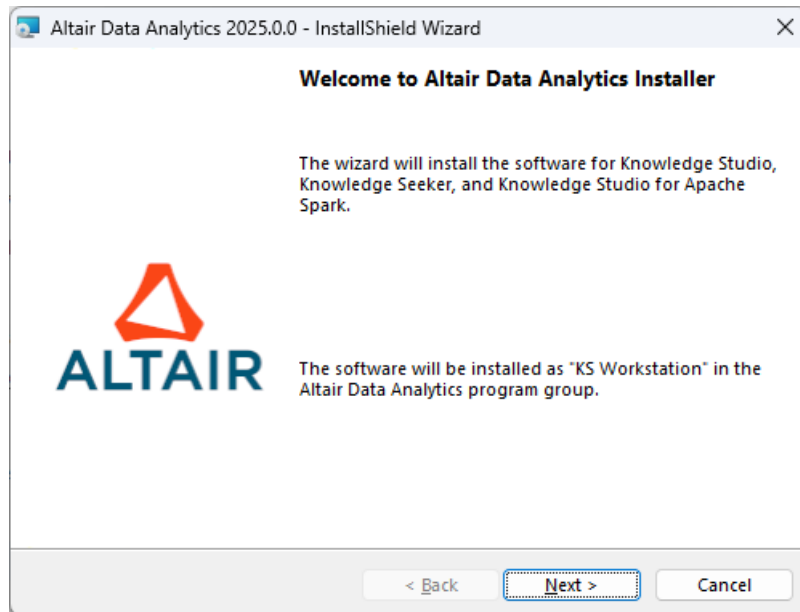 Altair Data Analytics 2025.0.0 - InstallShield Wizard
Welcome to Altair Data Analytics Installer
The wizard will install the software for Knowledge Studio,
Knowledge Seeker, and Knowledge Studio for Apache
Spark.
ALTAIR
The software will be installed as "KS Workstation" in the
Altair Data Analytics program group.
< Back
Next >
Cancel